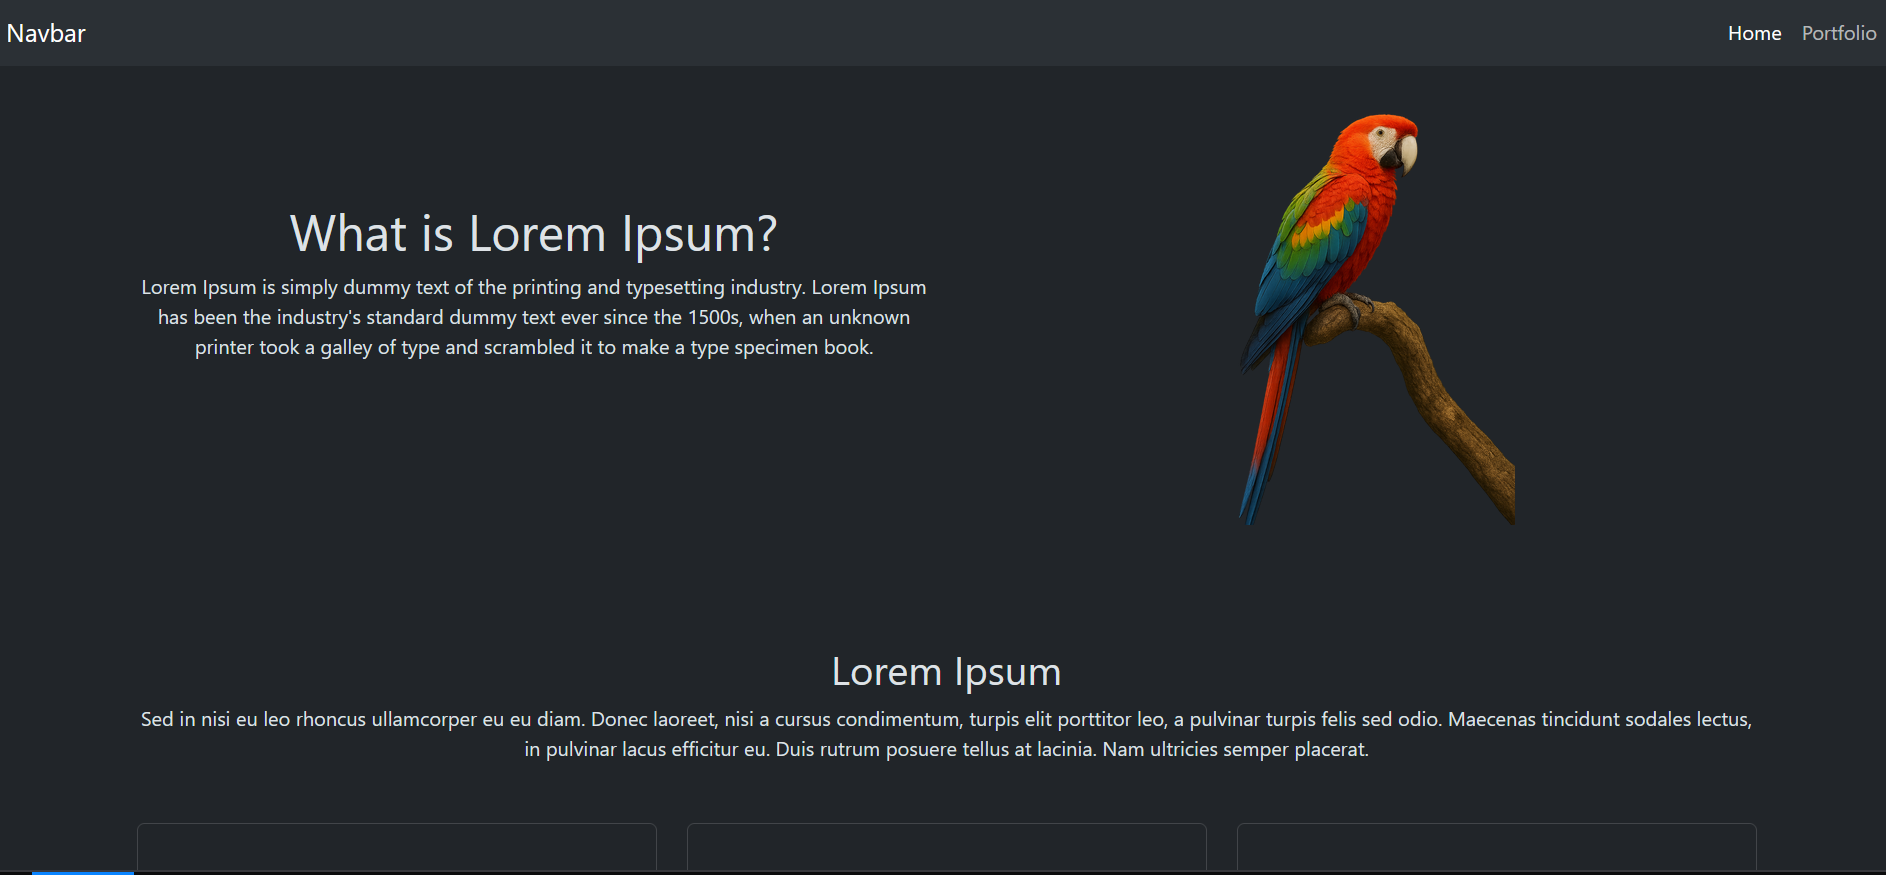 Navbar
Home
Portfolio
What is Lorem Ipsum?
Lorem Ipsum is simply dummy text of the printing and typesetting industry. Lorem Ipsum
has been the industry's standard dummy text ever since the 1500s, when an unknown
printer took a galley of type and scrambled it to make a type specimen book.
Lorem Ipsum
Sed in nisi eu leo rhoncus ullamcorper eu eu diam. Donec laoreet, nisi a cursus condimentum, turpis elit porttitor leo, a pulvinar turpis felis sed odio. Maecenas tincidunt sodales lectus,
in pulvinar lacus efficitur eu. Duis rutrum posuere tellus at lacinia. Nam ultricies semper placerat.